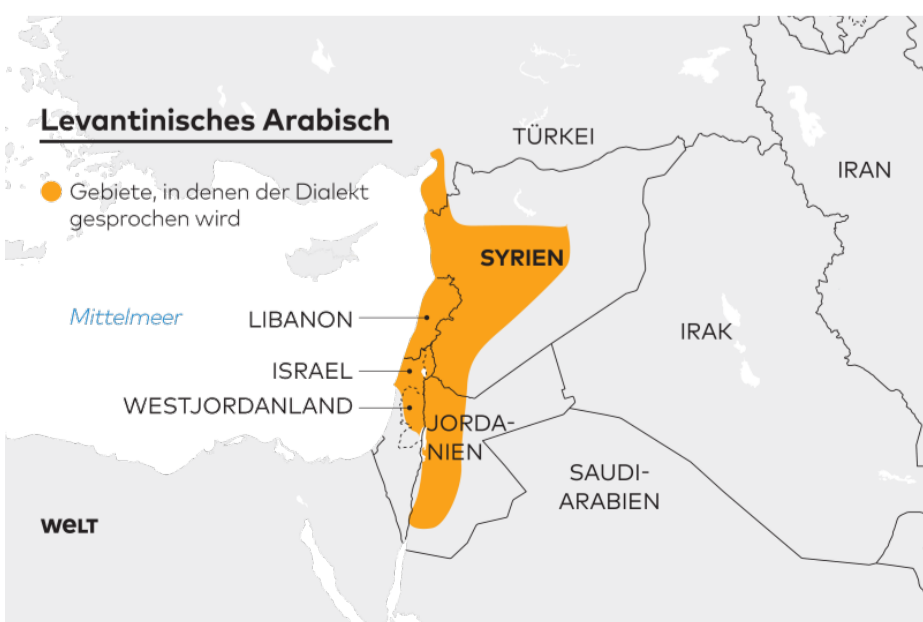 Levantinisches Arabisch
Gebiete, in denen der Dialekt
gesprochen wird
TÜRKEI
IRAN
SYRIEN
Mittelmeer
LIBANON
IRAK
ISRAEL
WESTJORDANLAND
JORDA-
NIEN
SAUDI-
ARABIEN
WELT